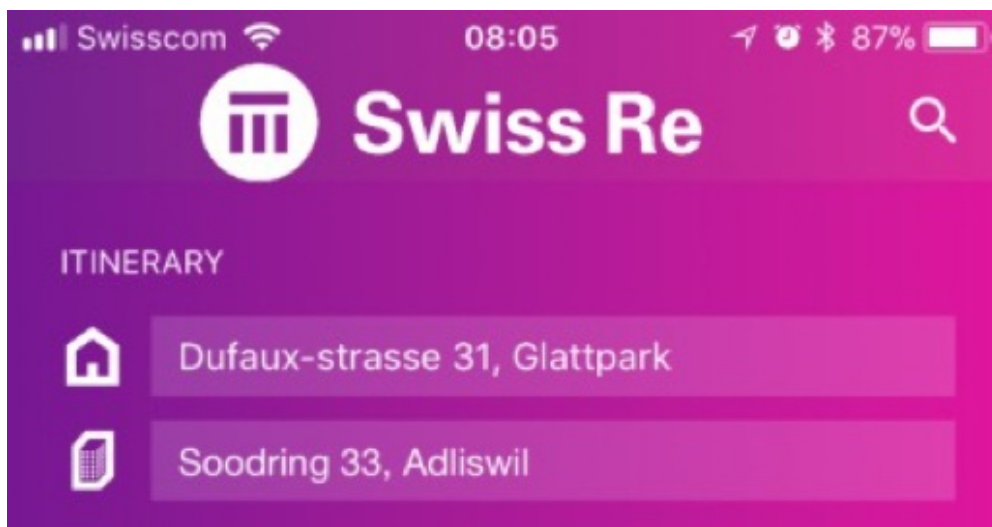 Swisscom 08:05 87%
Swiss Re
ITINERARY
Dufaux-strasse 31, Glattpark
Soodring 33, Adliswil